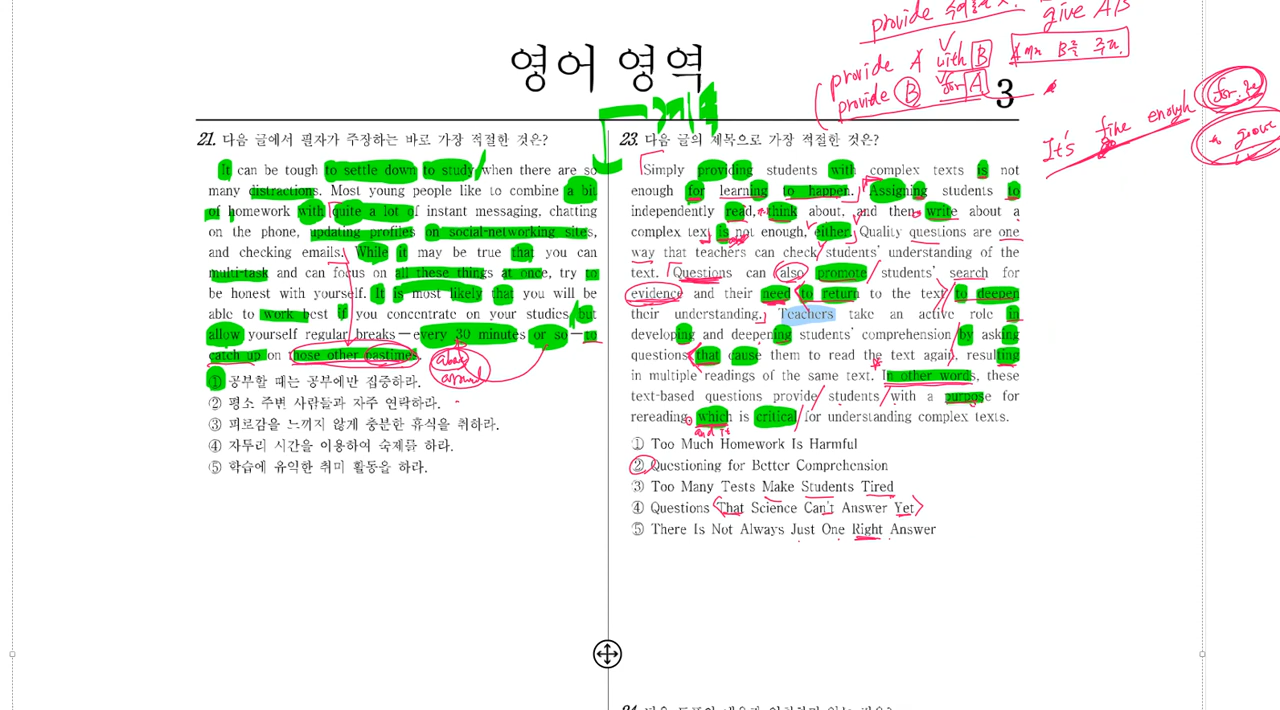 provide
give A B
영어 영역
provide A with B
A에게 B를 주다.
provide B for A
3
It's fine enough
제목
21. 다음 글에서 필자가 주장하는 바로 가장 적절한 것은?
It can be tough to settle down to study when there are so
many distractions. Most young people like to combine a bit
of homework with quite a lot of instant messaging, chatting
on the phone, updating profiles on social-networking sites,
and checking emails. While it may be true that you can
multi-task and can focus on all these things at once, try to
be honest with yourself. It is most likely that you will be
able to work best if you concentrate on your studies but
allow yourself regular breaks—every 30 minutes or so—to
catch up on those other pastimes.
about
around
① 공부할 때는 공부에만 집중하라.
② 평소 주변 사람들과 자주 연락하라.
③ 피로감을 느끼지 않게 충분한 휴식을 취하라.
④ 자투리 시간을 이용하여 숙제를 하라.
⑤ 학습에 유익한 취미 활동을 하라.
23. 다음 글의 제목으로 가장 적절한 것은?
Simply providing students with complex texts is not
enough for learning to happen. Assigning students to
independently read, think about, and then write about a
complex text is not enough, either. Quality questions are one
way that teachers can check students' understanding of the
text. Questions can also promote students' search for
evidence and their need to return to the text to deepen
their understanding. Teachers take an active role in
developing and deepening students' comprehension by asking
questions that cause them to read the text again, resulting
in multiple readings of the same text. In other words, these
text-based questions provide students with a purpose for
rereading, which is critical for understanding complex texts.
and it
① Too Much Homework Is Harmful
② Questioning for Better Comprehension
③ Too Many Tests Make Students Tired
④ Questions That Science Can't Answer Yet
⑤ There Is Not Always Just One Right Answer